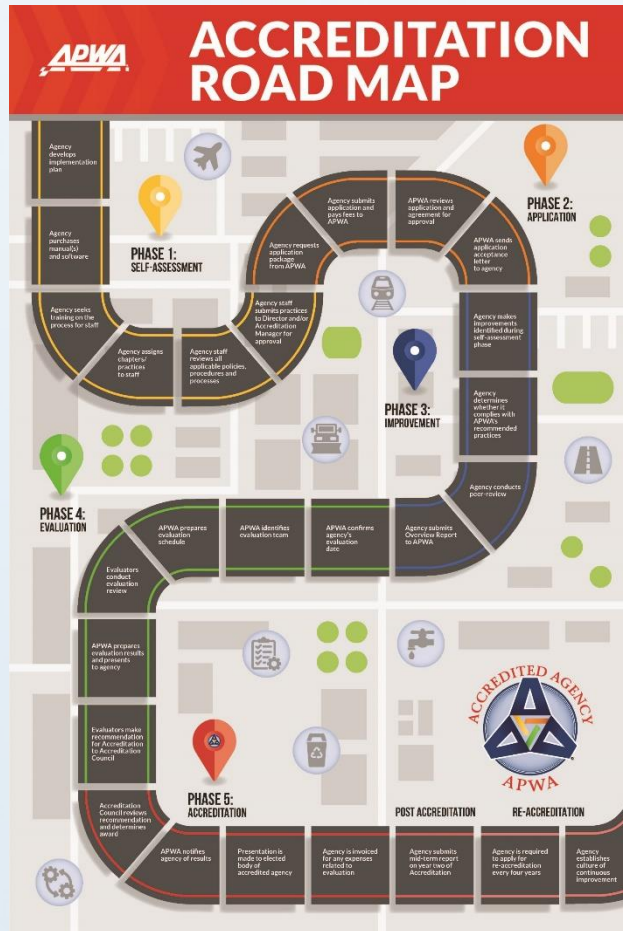 APWA
ACCREDITATION
ROAD MAP
Agency
develops
implementation
plan
Agency
purchases
manual(s)
and software
Agency seeks
training on the
process for staff
Agency assigns
chapters/
practices
to staff
Agency staff
reviews all
applicable policies,
procedures and
processes
Agency staff
submits practices
to Director and/or
Accreditation
Manager for
approval
PHASE 1:
SELF-ASSESSMENT
Agency requests
application
package
from APWA
Agency submits
application and
pays fees to
APWA
APWA reviews
application and
agreement for
approval
APWA sends
application
acceptance
letter
to agency
PHASE 2:
APPLICATION
Agency makes
improvements
identified during
self-assessment
phase
Agency
determines
whether it
complies with
APWA's
recommended
practices
Agency conducts
peer-review
Agency submits
Overview Report
to APWA
PHASE 3:
IMPROVEMENT
APWA confirms
agency's
evaluation
date
APWA identifies
evaluation team
APWA prepares
evaluation
schedule
Evaluators
conduct
evaluation
review
APWA prepares
evaluation results
and presents
to agency
Evaluators make
recommendation
for Accreditation
to Accreditation
Council
PHASE 4:
EVALUATION
Accreditation
Council reviews
recommendation
and determines
award
APWA notifies
agency of results
Presentation is
made to elected
body of
accredited agency
Agency is invoiced
for any expenses
related to
evaluation
PHASE 5:
ACCREDITATION
POST ACCREDITATION
Agency submits
mid-term report
on year two of
Accreditation
RE-ACCREDITATION
Agency is required
to apply for
re-accreditation
every four years
Agency
establishes
culture of
continuous
improvement
ACCREDITED AGENCY
APWA